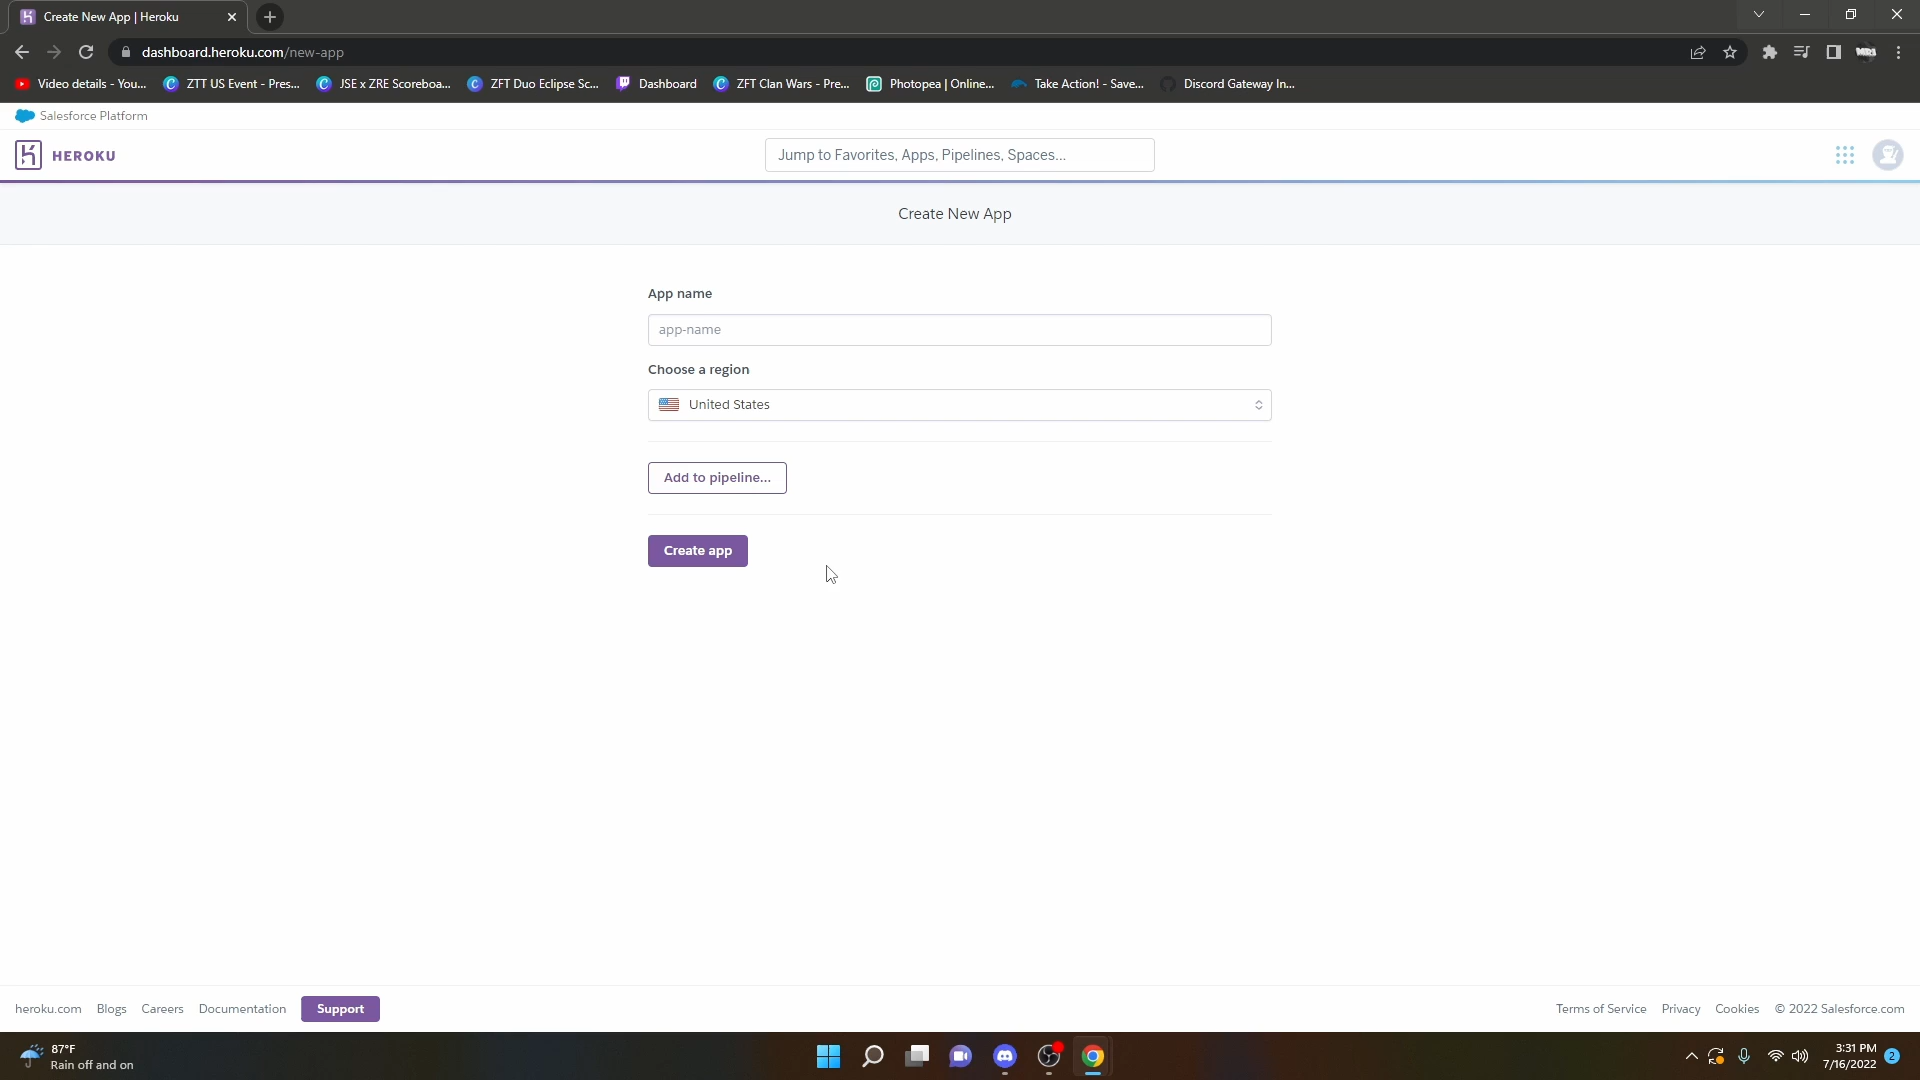 Create New App | Heroku
dashboard.heroku.com/new-app
Video details - You...
ZTT US Event - Pres...
JSE x ZRE Scoreboa...
ZFT Duo Eclipse Sc...
Dashboard
ZFT Clan Wars - Pre...
Photopea | Online...
Take Action! - Save...
Discord Gateway In...
Salesforce Platform
HEROKU
Jump to Favorites, Apps, Pipelines, Spaces...
Create New App
App name
app-name
Choose a region
United States
Add to pipeline...
Create app
heroku.com
Blogs
Careers
Documentation
Support
Terms of Service
Privacy
Cookies
© 2022 Salesforce.com
87°F
Rain off and on
3:31 PM
7/16/2022
2